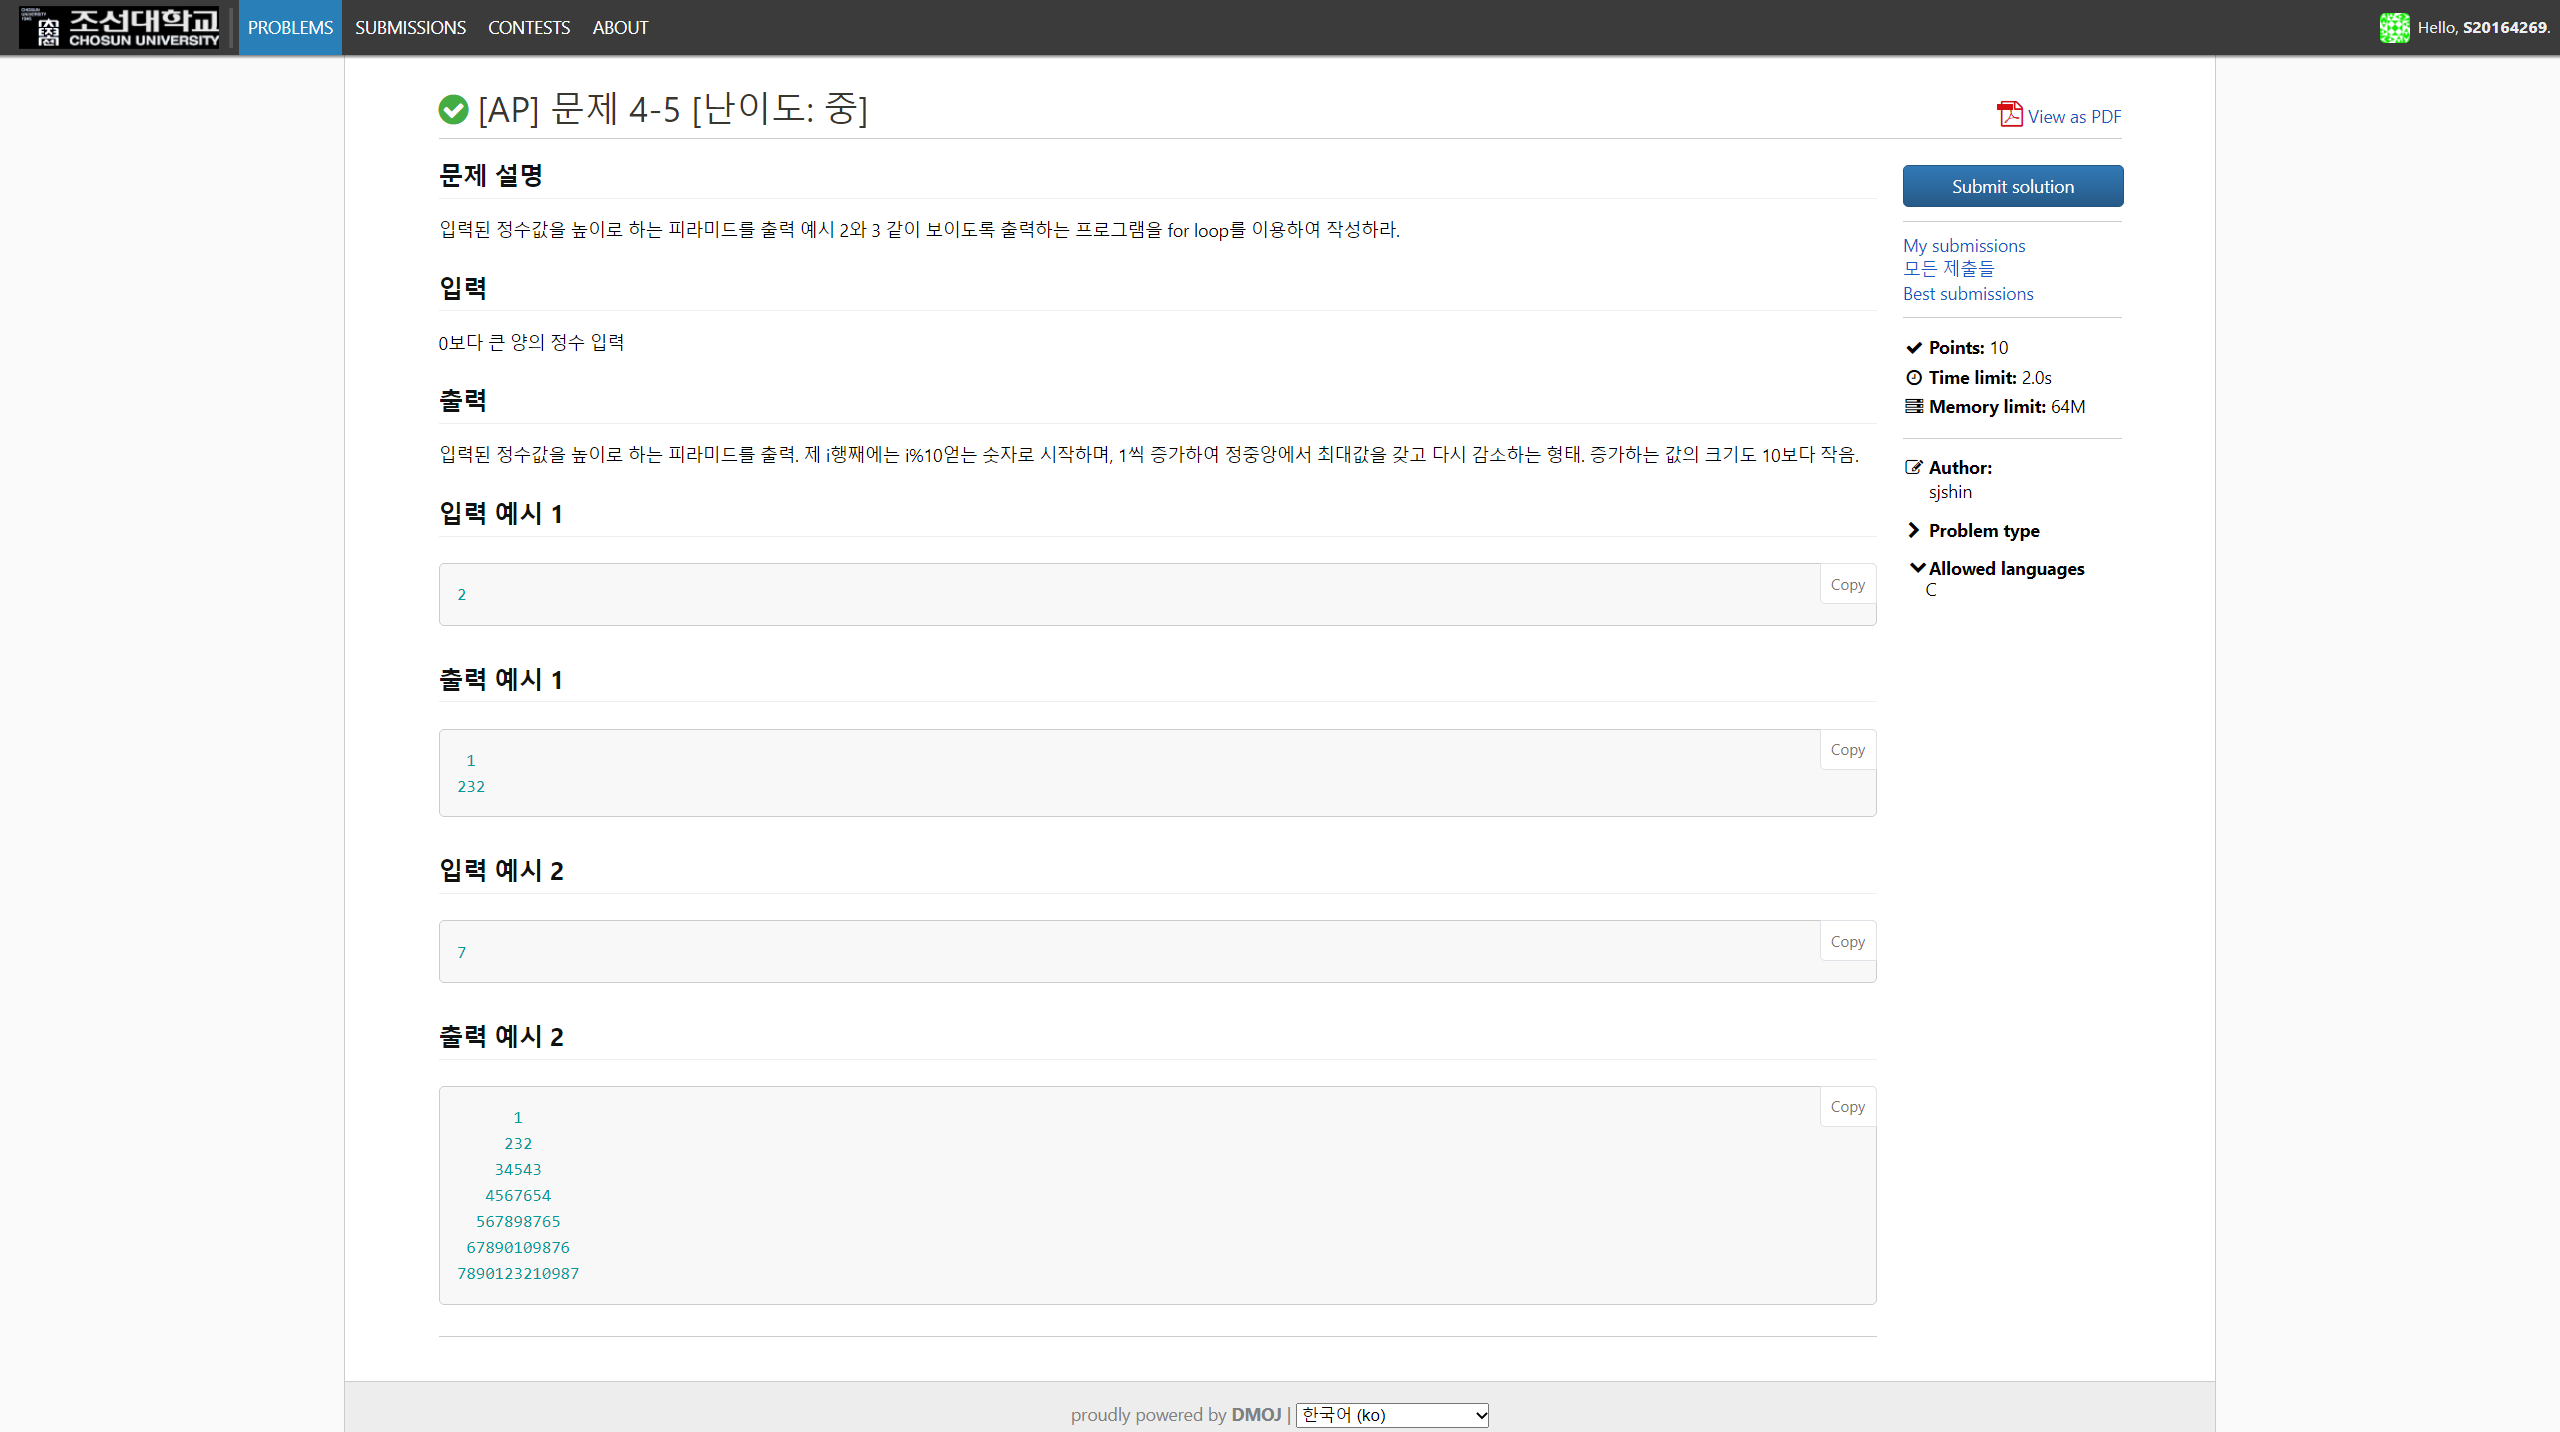 조선대학교
CHOSUN UNIVERSITY
PROBLEMS SUBMISSIONS CONTESTS ABOUT
Hello, S20164269.
[AP] 문제 4-5 [난이도: 중]
View as PDF
문제 설명
입력된 정수값을 높이로 하는 피라미드를 출력 예시 2와 3 같이 보이도록 출력하는 프로그램을 for loop를 이용하여 작성하라.
입력
0보다 큰 양의 정수 입력
출력
입력된 정수값을 높이로 하는 피라미드를 출력. 제 i행째에는 i%10얻는 숫자로 시작하며, 1씩 증가하여 정중앙에서 최대값을 갖고 다시 감소하는 형태. 증가하는 값의 크기도 10보다 작음.
입력 예시 1
Copy
2
출력 예시 1
Copy
 1
232
입력 예시 2
Copy
7
출력 예시 2
Copy
      1
     232
    34543
   4567654
  567898765
 67890109876
7890123210987
Submit solution
My submissions
모든 제출들
Best submissions
Points: 10
Time limit: 2.0s
Memory limit: 64M
Author:
sjshin
Problem type
Allowed languages
C
proudly powered by DMOJ | 한국어 (ko)